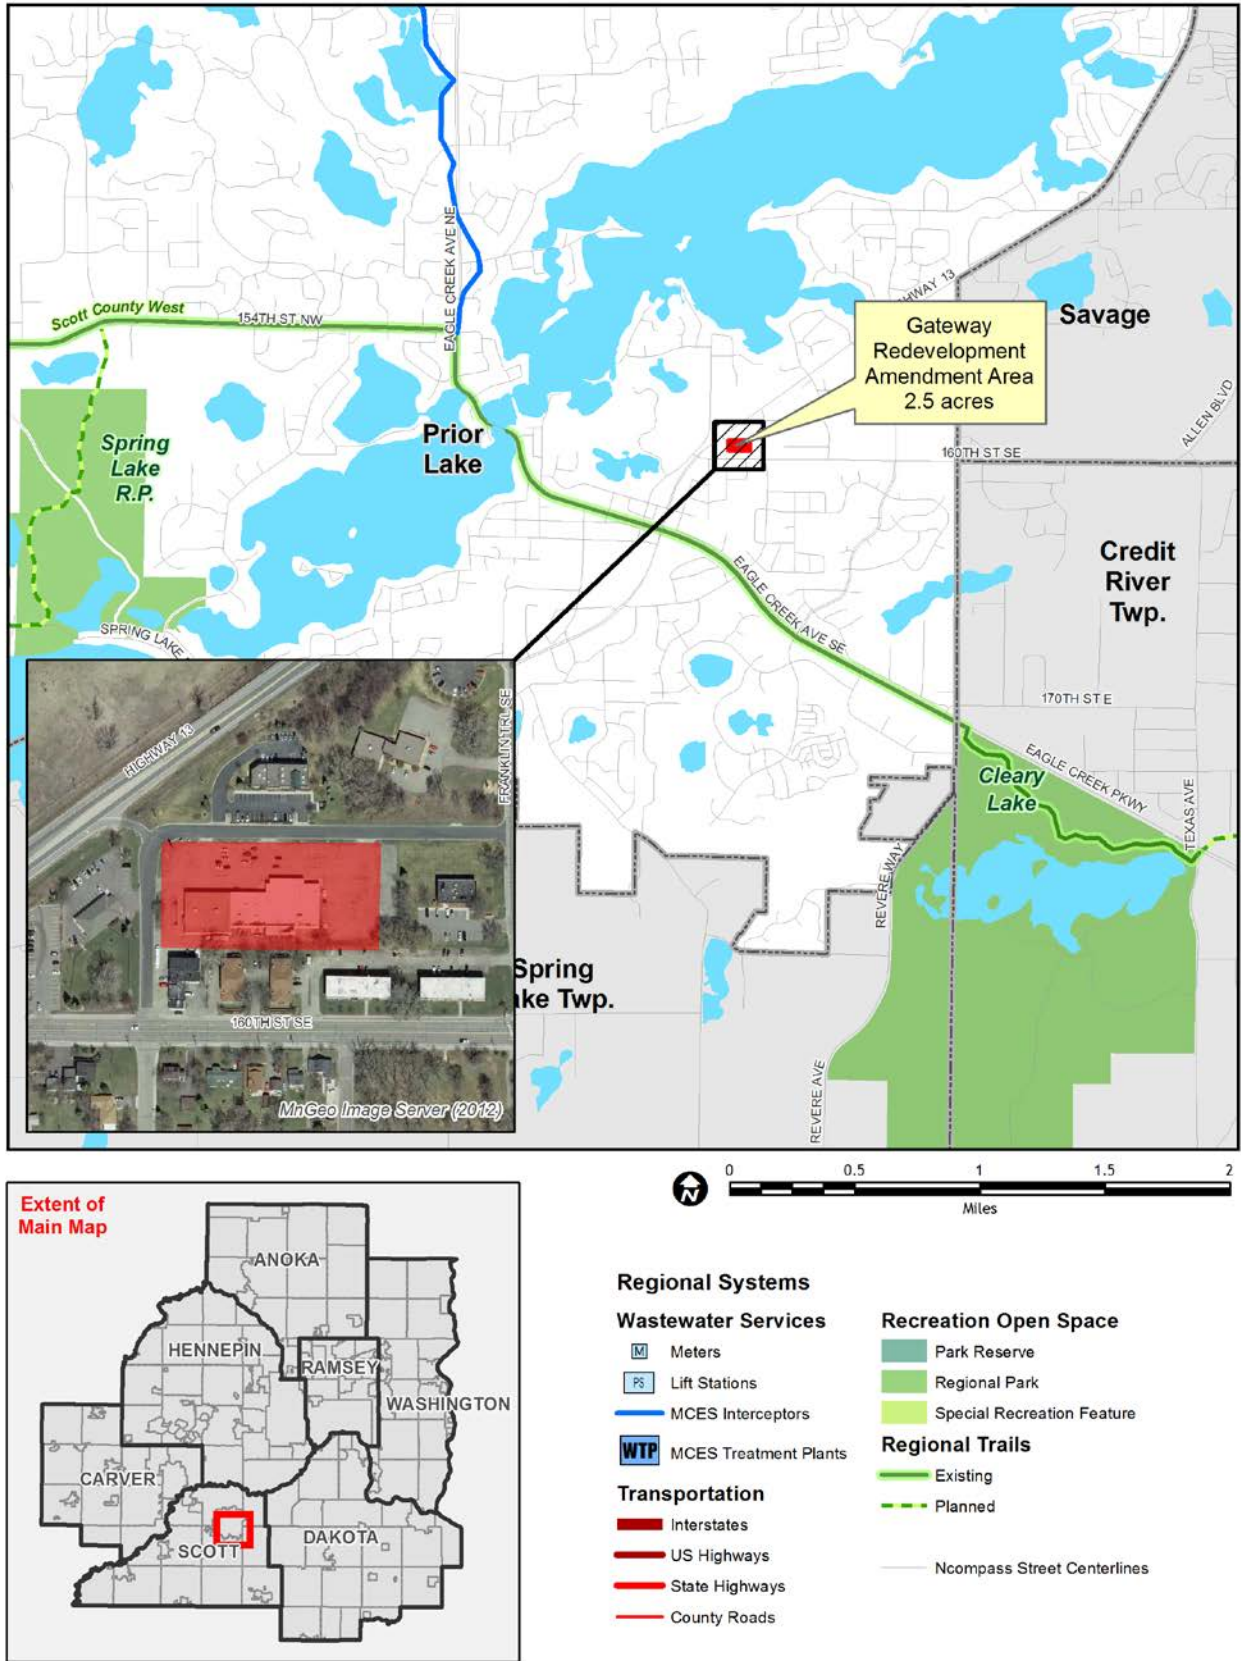 EAGLE CREEK AVE NE
Scott County West
154TH ST NW
HIGHWAY 13
Savage
Gateway
Redevelopment
Amendment Area
2.5 acres
ALLEN BLVD
Prior
Lake
Spring
Lake
R.P.
160TH ST SE
Credit
River
Twp.
EAGLE CREEK AVE SE
SPRING LAKE
170TH ST E
EAGLE CREEK PKWY
Cleary
Lake
TEXAS AVE
HIGHWAY 13
FRANKLIN TRL SE
REVERE WAY
Spring
ke Twp.
160TH ST SE
REVERE AVE
MnGeo Image Server (2012)
0 0.5 1 1.5 2
N
Miles
Extent of
Main Map
ANOKA
HENNEPIN
RAMSEY
WASHINGTON
CARVER
SCOTT
DAKOTA
Regional Systems
Wastewater Services
M Meters
PS Lift Stations
MCES Interceptors
WTP MCES Treatment Plants
Transportation
Interstates
US Highways
State Highways
County Roads
Recreation Open Space
Park Reserve
Regional Park
Special Recreation Feature
Regional Trails
Existing
Planned
Ncompass Street Centerlines